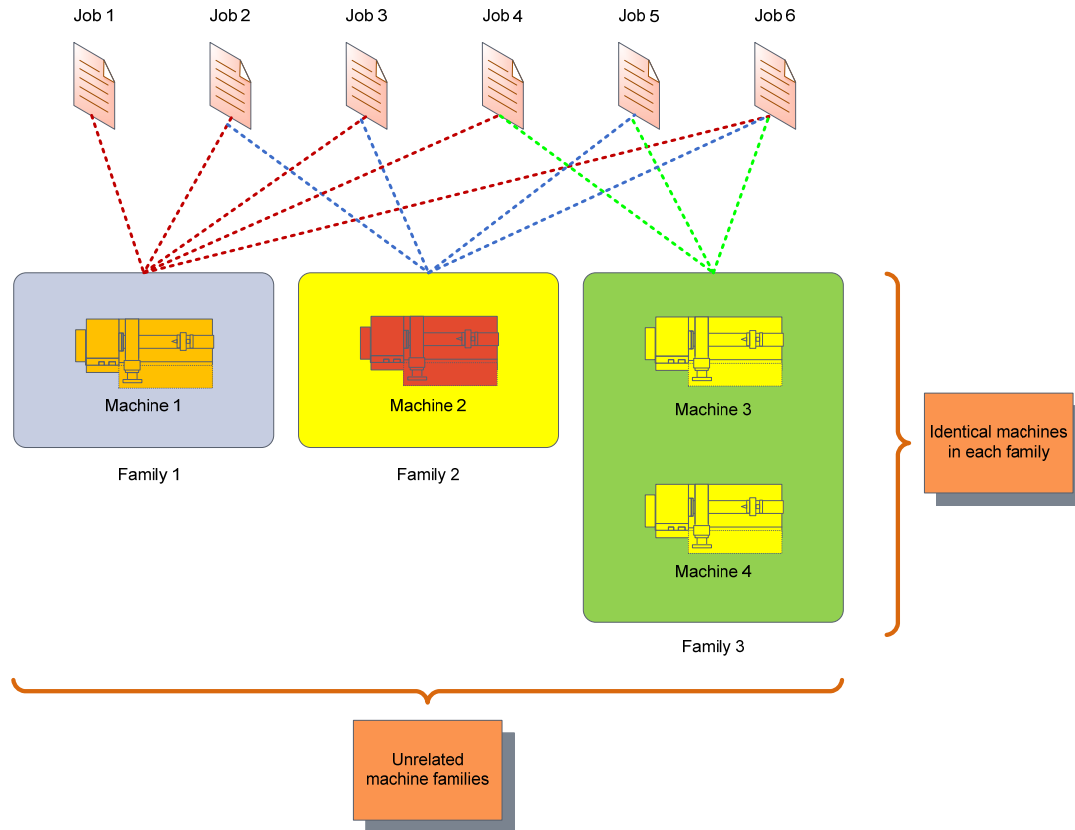 Job 1
Job 2
Job 3
Job 4
Job 5
Job 6
Machine 1
Machine 2
Machine 3
Identical machines
in each family
Family 1
Family 2
Machine 4
Family 3
Unrelated
machine families